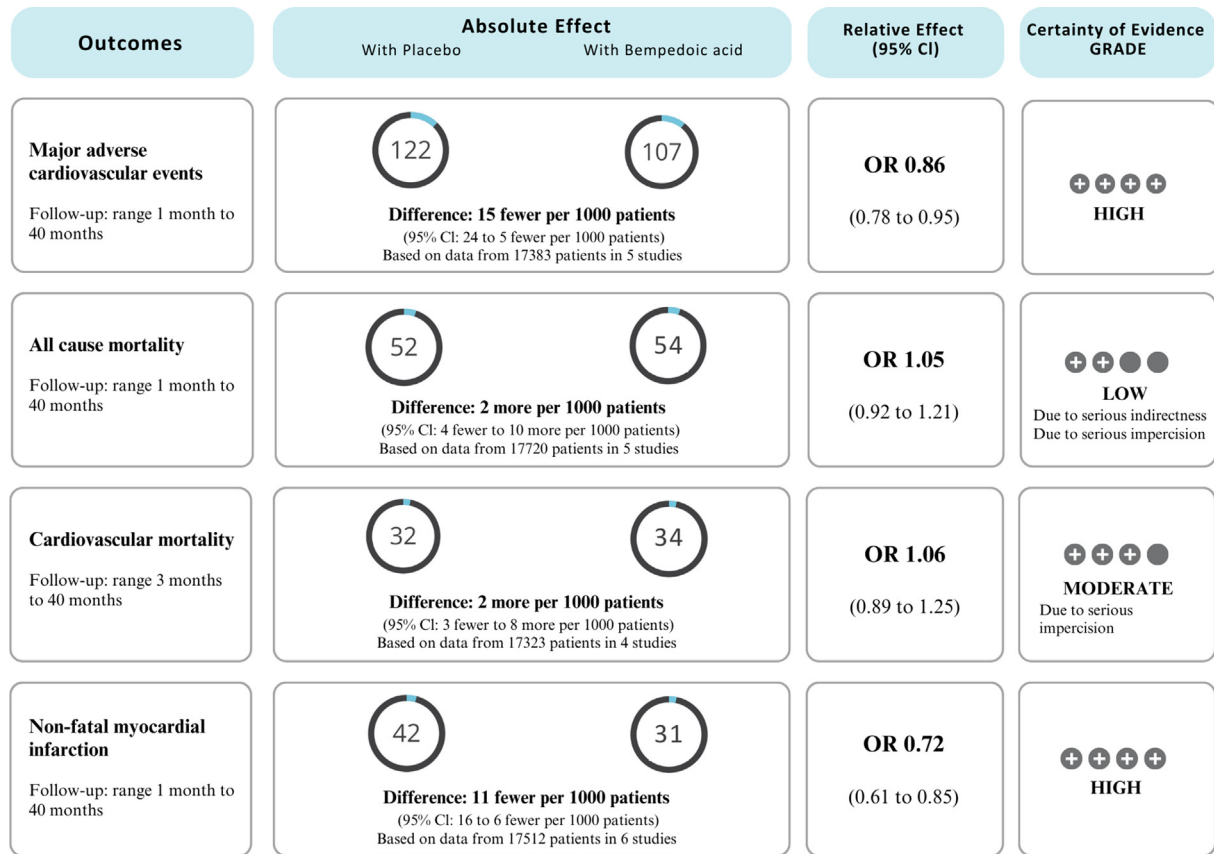 Outcomes
Absolute Effect
With Placebo
With Bempedoic acid
Relative Effect
(95% Cl)
Certainty of Evidence
GRADE
Major adverse
cardiovascular events
Follow-up: range 1 month to
40 months
122
107
Difference: 15 fewer per 1000 patients
(95% Cl: 24 to 5 fewer per 1000 patients)
Based on data from 17383 patients in 5 studies
OR 0.86
(0.78 to 0.95)
HIGH
All cause mortality
Follow-up: range 1 month to
40 months
52
54
Difference: 2 more per 1000 patients
(95% Cl: 4 fewer to 10 more per 1000 patients)
Based on data from 17720 patients in 5 studies
OR 1.05
(0.92 to 1.21)
LOW
Due to serious indirectness
Due to serious impercision
Cardiovascular mortality
Follow-up: range 3 months
to 40 months
32
34
Difference: 2 more per 1000 patients
(95% Cl: 3 fewer to 8 more per 1000 patients)
Based on data from 17323 patients in 4 studies
OR 1.06
(0.89 to 1.25)
MODERATE
Due to serious
impercision
Non-fatal myocardial
infarction
Follow-up: range 1 month to
40 months
42
31
Difference: 11 fewer per 1000 patients
(95% Cl: 16 to 6 fewer per 1000 patients)
Based on data from 17512 patients in 6 studies
OR 0.72
(0.61 to 0.85)
HIGH